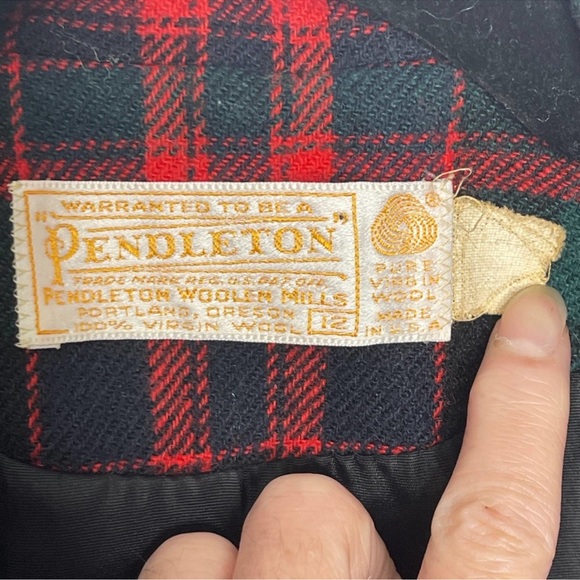 WARRANTED TO BE A
"PENDLETON"
TRADE MARK REG. U.S. PAT. OFF.
PENDLETON WOOLEN MILLS
PORTLAND, OREGON
100% VIRGIN WOOL
12
®
PURE
VIRGIN
WOOL
MADE
IN U.S.A.